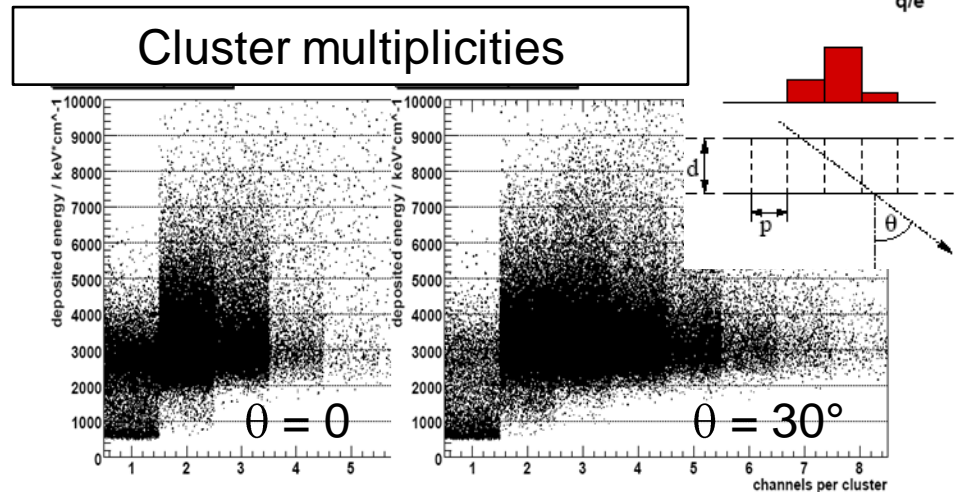 q/e
Cluster multiplicities
deposited energy / keV*cm^-1
10000
9000
8000
7000
6000
5000
4000
3000
2000
1000
0
1 2 3 4 5
θ = 0
deposited energy / keV*cm^-1
10000
9000
8000
7000
6000
5000
4000
3000
2000
1000
0
1 2 3 4 5 6 7 8
channels per cluster
θ = 30°
d
p
θ